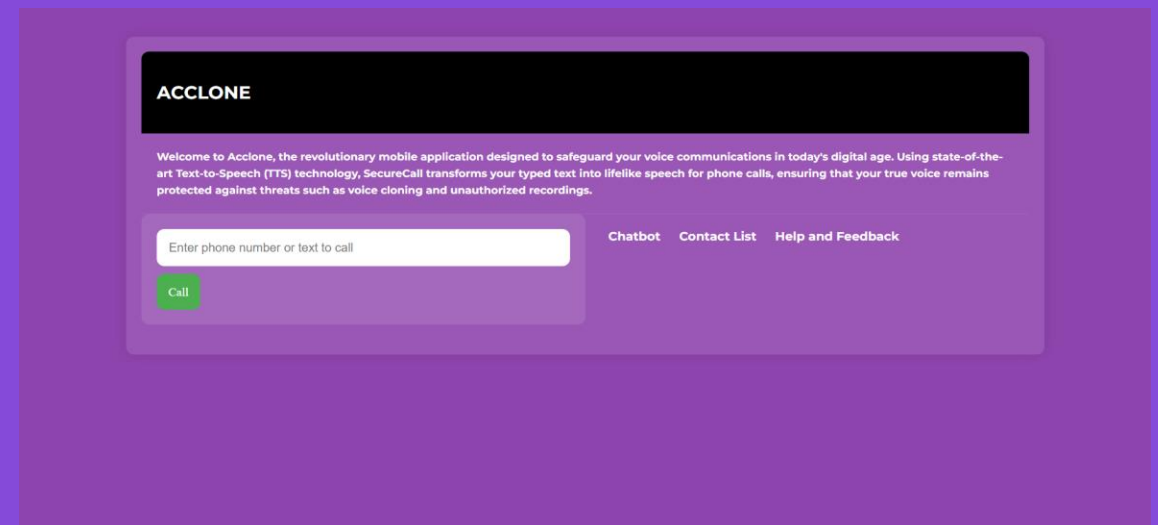 ACCLONE
Welcome to Acclone, the revolutionary mobile application designed to safeguard your voice communications in today's digital age. Using state-of-the-
art Text-to-Speech (TTS) technology, SecureCall transforms your typed text into lifelike speech for phone calls, ensuring that your true voice remains
protected against threats such as voice cloning and unauthorized recordings.
Enter phone number or text to call
Call
Chatbot Contact List Help and Feedback